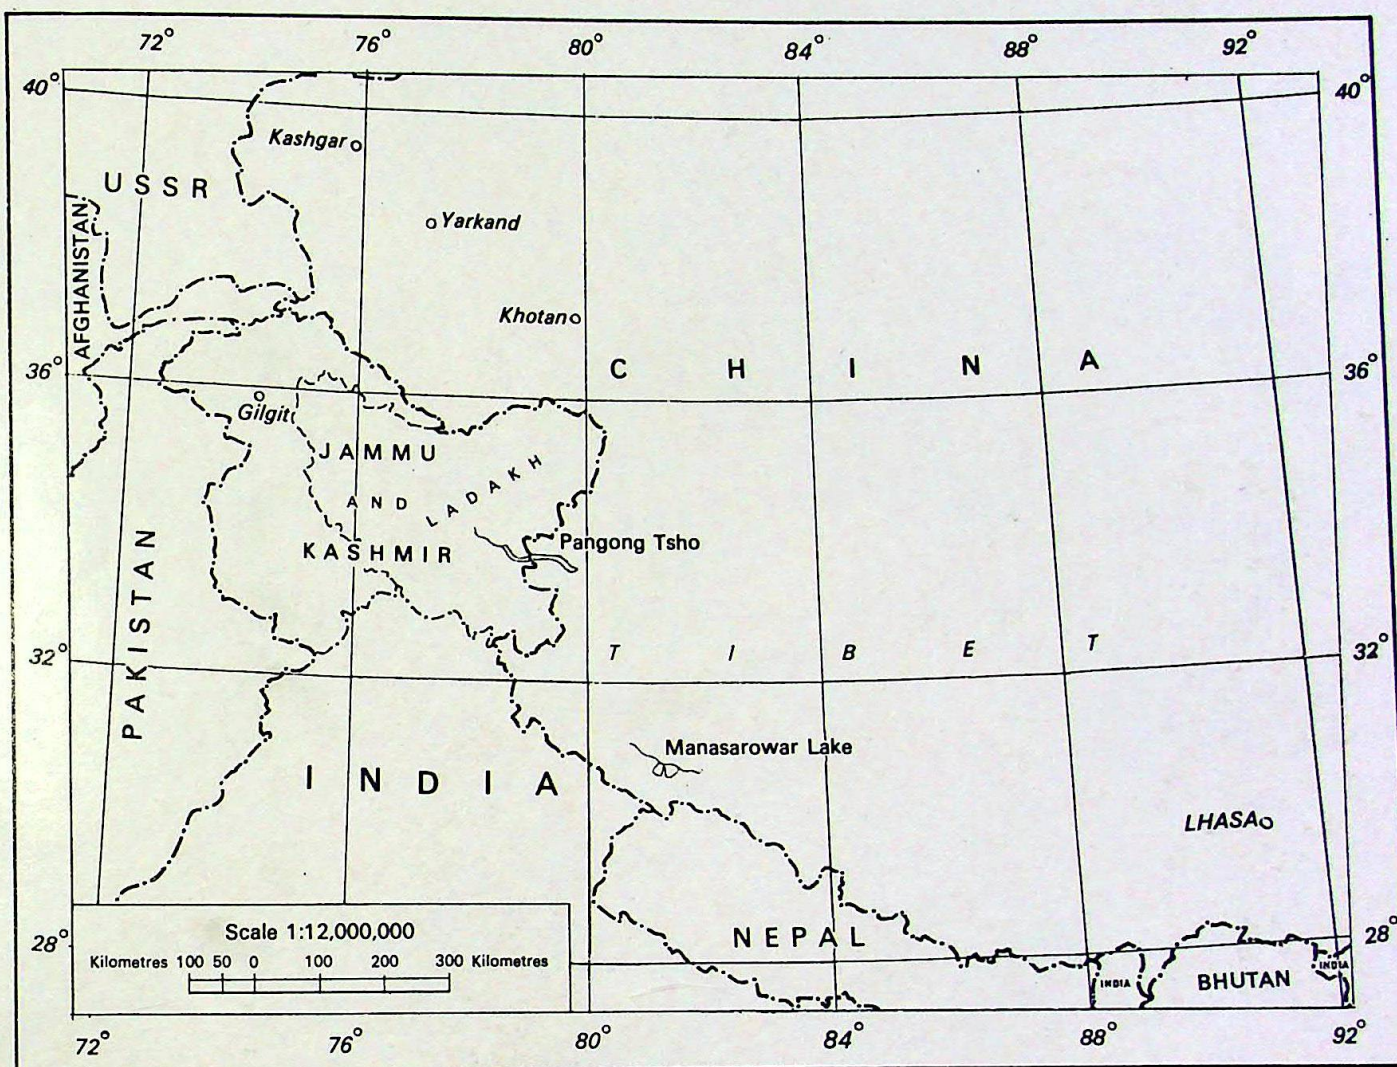 72° 76° 80° 84° 88° 92°
40° 40°
Kashgar
USSR
Yarkand
AFGHANISTAN
Khotan
36° CHINA 36°
Gilgit
JAMMU
AND LADAKH
KASHMIR
Pangong Tsho
PAKISTAN
32° TIBET 32°
Manasarowar Lake
INDIA
LHASA
Scale 1:12,000,000
28° NEPAL 28°
Kilometres 100 50 0 100 200 300 Kilometres
INDIA BHUTAN INDIA
72° 76° 80° 84° 88° 92°